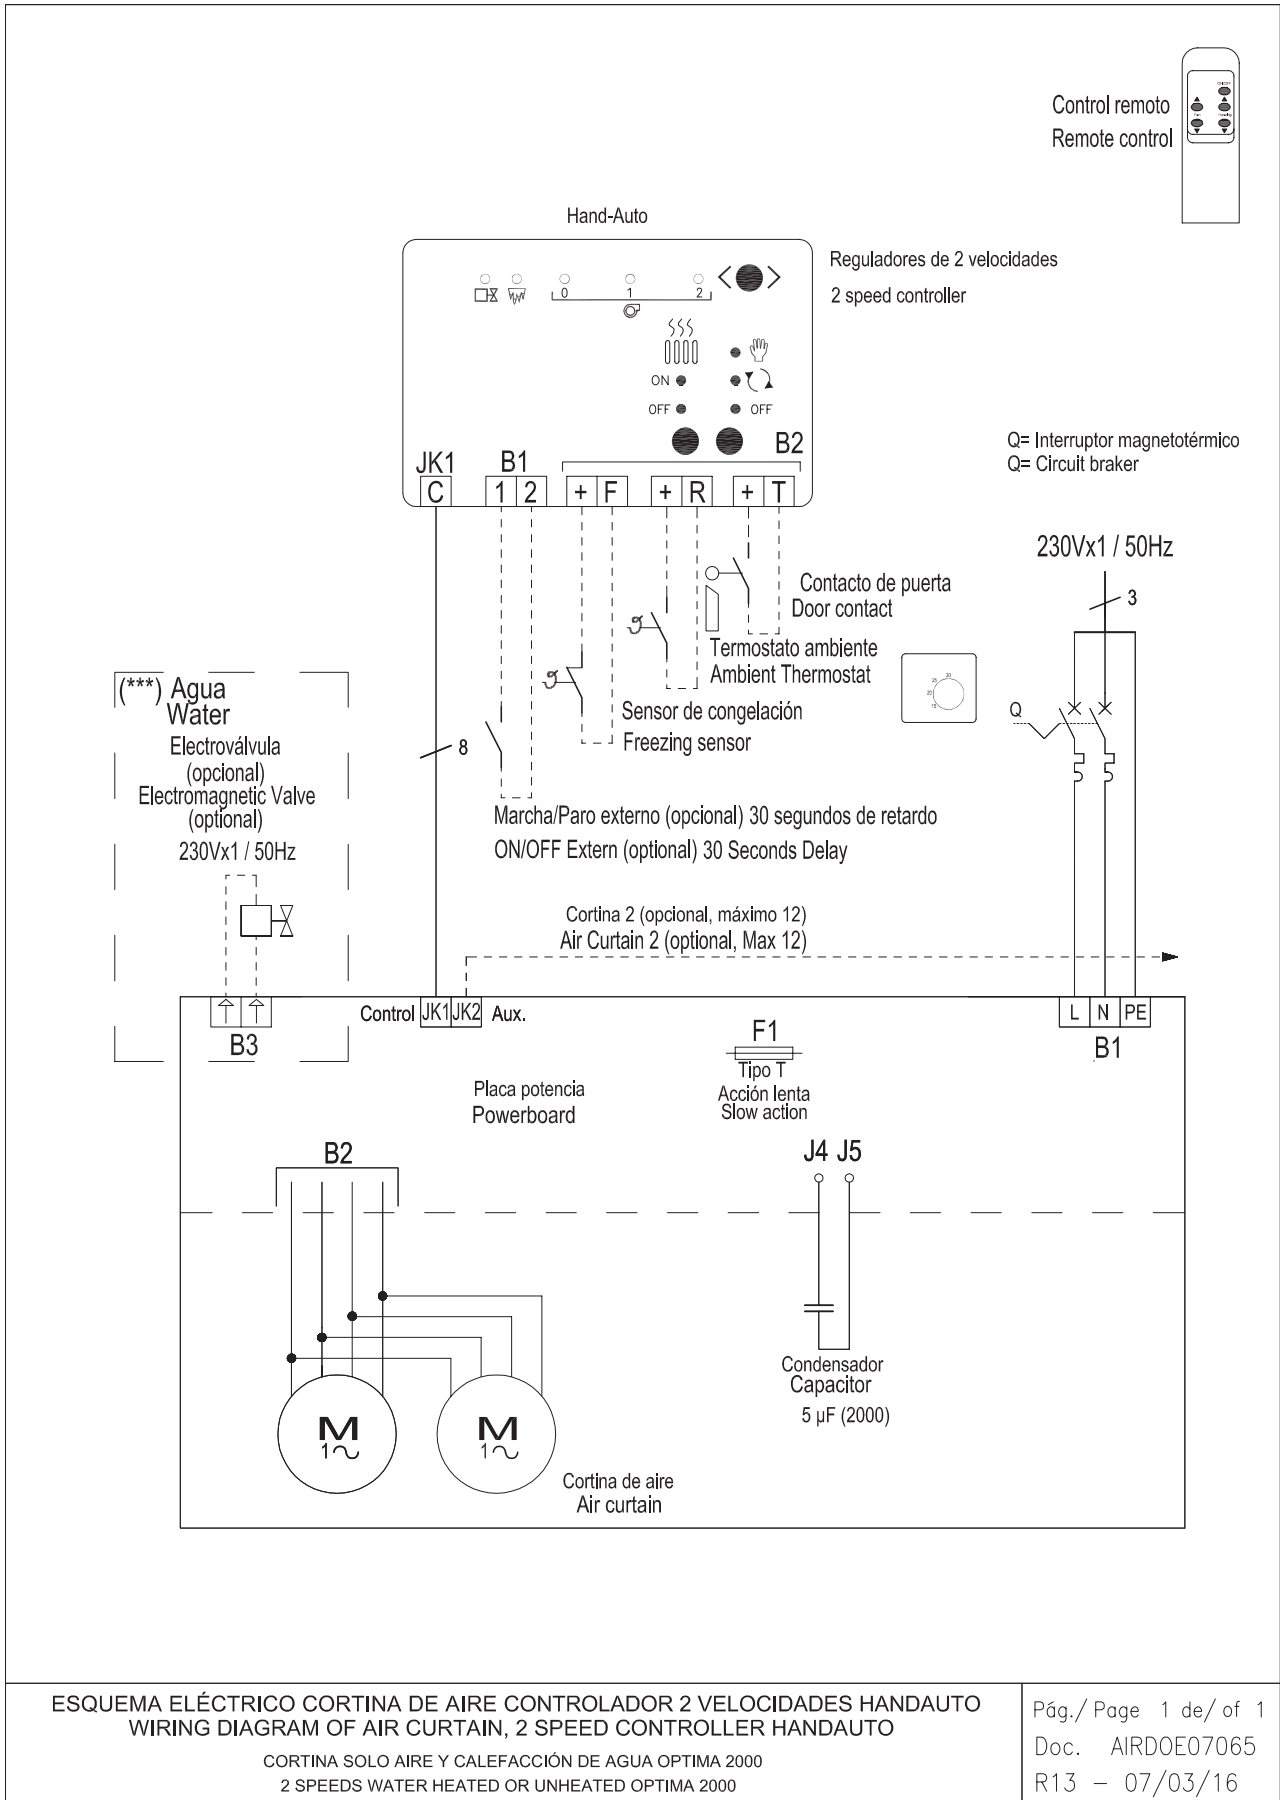 Control remoto
Remote control
Hand-Auto
Reguladores de 2 velocidades
2 speed controller
0 1 2
ON
OFF
OFF
B2
JK1
B1
C
1 2
+ F
+ R
+ T
Q= Interruptor magnetotérmico
Q= Circuit braker
230Vx1 / 50Hz
3
Contacto de puerta
Door contact
Termostato ambiente
Ambient Thermostat
15 20 25 30
Q
Sensor de congelación
Freezing sensor
(***) Agua
Water
Electroválvula
(opcional)
Electromagnetic Valve
(optional)
230Vx1 / 50Hz
8
Marcha/Paro externo (opcional) 30 segundos de retardo
ON/OFF Extern (optional) 30 Seconds Delay
Cortina 2 (opcional, máximo 12)
Air Curtain 2 (optional, Max 12)
Control JK1 JK2 Aux.
L N PE
B3
B1
F1
Tipo T
Acción lenta
Slow action
Placa potencia
Powerboard
B2
J4 J5
Condensador
Capacitor
5 µF (2000)
M
1
M
1
Cortina de aire
Air curtain
ESQUEMA ELÉCTRICO CORTINA DE AIRE CONTROLADOR 2 VELOCIDADES HANDAUTO
WIRING DIAGRAM OF AIR CURTAIN, 2 SPEED CONTROLLER HANDAUTO
CORTINA SOLO AIRE Y CALEFACCIÓN DE AGUA OPTIMA 2000
2 SPEEDS WATER HEATED OR UNHEATED OPTIMA 2000
Pág./ Page 1 de/ of 1
Doc. AIRDOE07065
R13 - 07/03/16